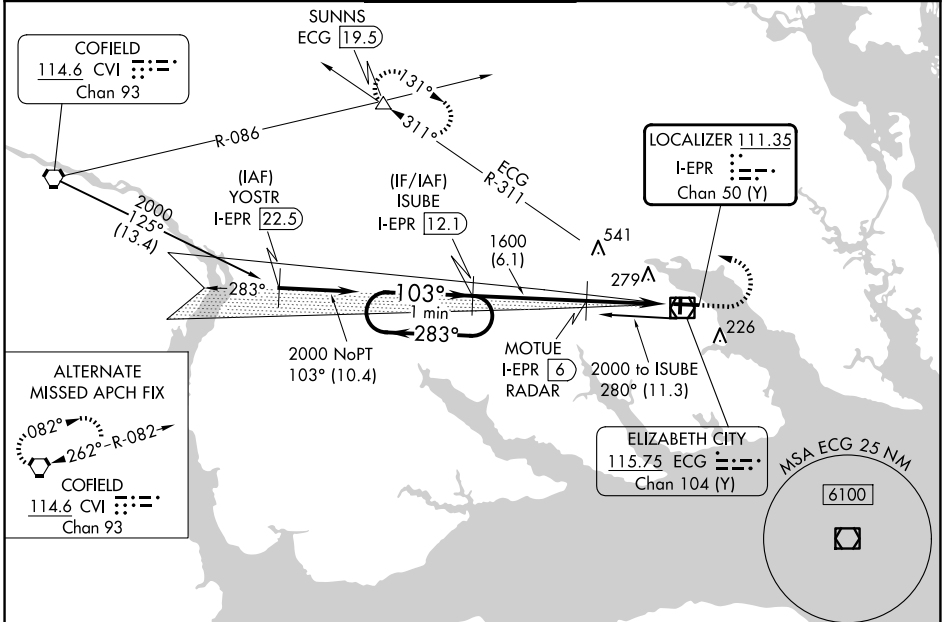 SUNNS
ECG 19.5
COFIELD
114.6 CVI
Chan 93
131°
311°
R-086
LOCALIZER 111.35
I-EPR
Chan 50 (Y)
(IAF)
YOSTR
I-EPR 22.5
(IF/IAF)
ISUBE
I-EPR 12.1
ECG
R-311
2000
125°
(13.4)
1600
(6.1)
541
279
283°
103°
1 min
283°
226
2000 NoPT
103° (10.4)
MOTUE
I-EPR 6
RADAR
2000 to ISUBE
280° (11.3)
ALTERNATE
MISSED APCH FIX
082°
262°
R-082
COFIELD
114.6 CVI
Chan 93
ELIZABETH CITY
115.75 ECG
Chan 104 (Y)
MSA ECG 25 NM
6100